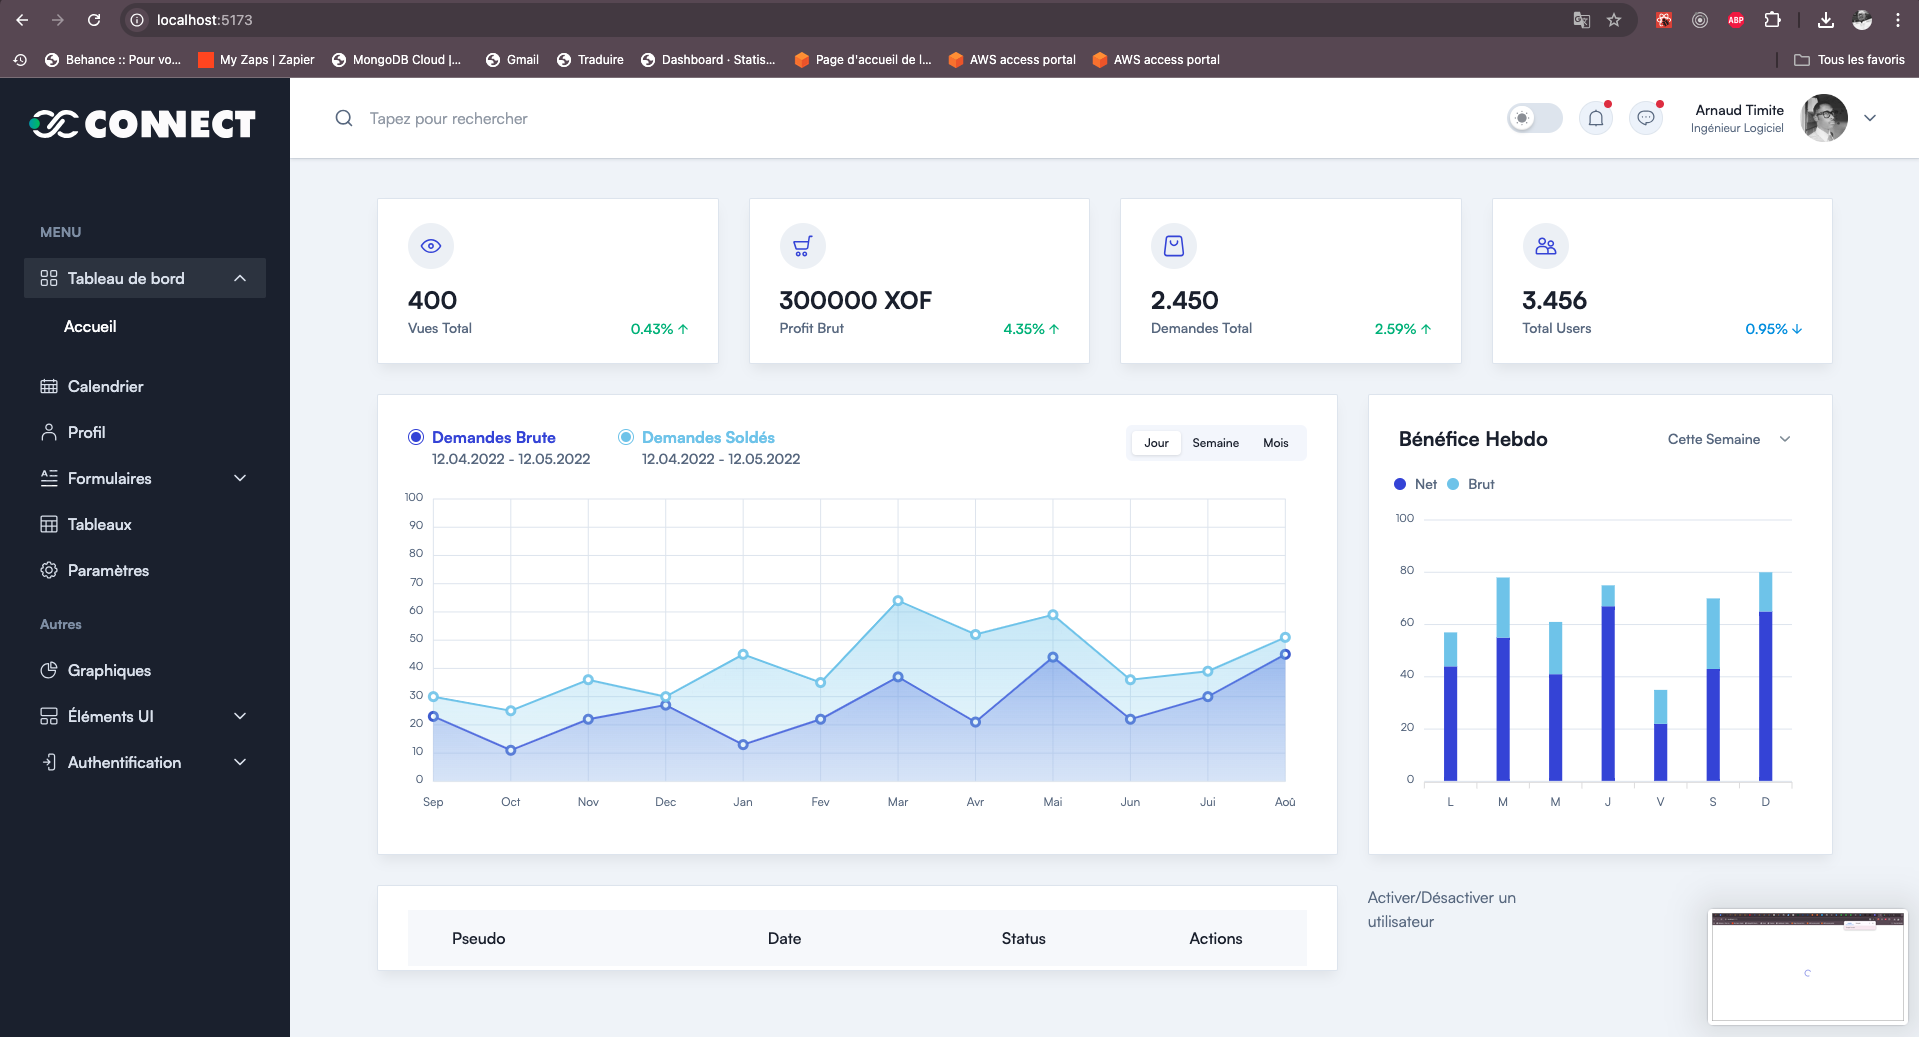 localhost:5173
ABP
Behance :: Pour vo...
My Zaps | Zapier
MongoDB Cloud |...
Gmail
Traduire
Dashboard · Statis...
Page d'accueil de l...
AWS access portal
AWS access portal
Tous les favoris
CONNECT
Tapez pour rechercher
Arnaud Timite
Ingénieur Logiciel
MENU
Tableau de bord
Accueil
Calendrier
Profil
Formulaires
Tableaux
Paramètres
Autres
Graphiques
Éléments UI
Authentification
400
Vues Total
0.43%
300000 XOF
Profit Brut
4.35%
2.450
Demandes Total
2.59%
3.456
Total Users
0.95%
Demandes Brute
12.04.2022 - 12.05.2022
Demandes Soldés
12.04.2022 - 12.05.2022
Jour
Semaine
Mois
100
90
80
70
60
50
40
30
20
10
0
Sep
Oct
Nov
Dec
Jan
Fev
Mar
Avr
Mai
Jun
Jui
Aoû
Bénéfice Hebdo
Cette Semaine
Net
Brut
100
80
60
40
20
0
L
M
M
J
V
S
D
Pseudo
Date
Status
Actions
Activer/Désactiver un
utilisateur